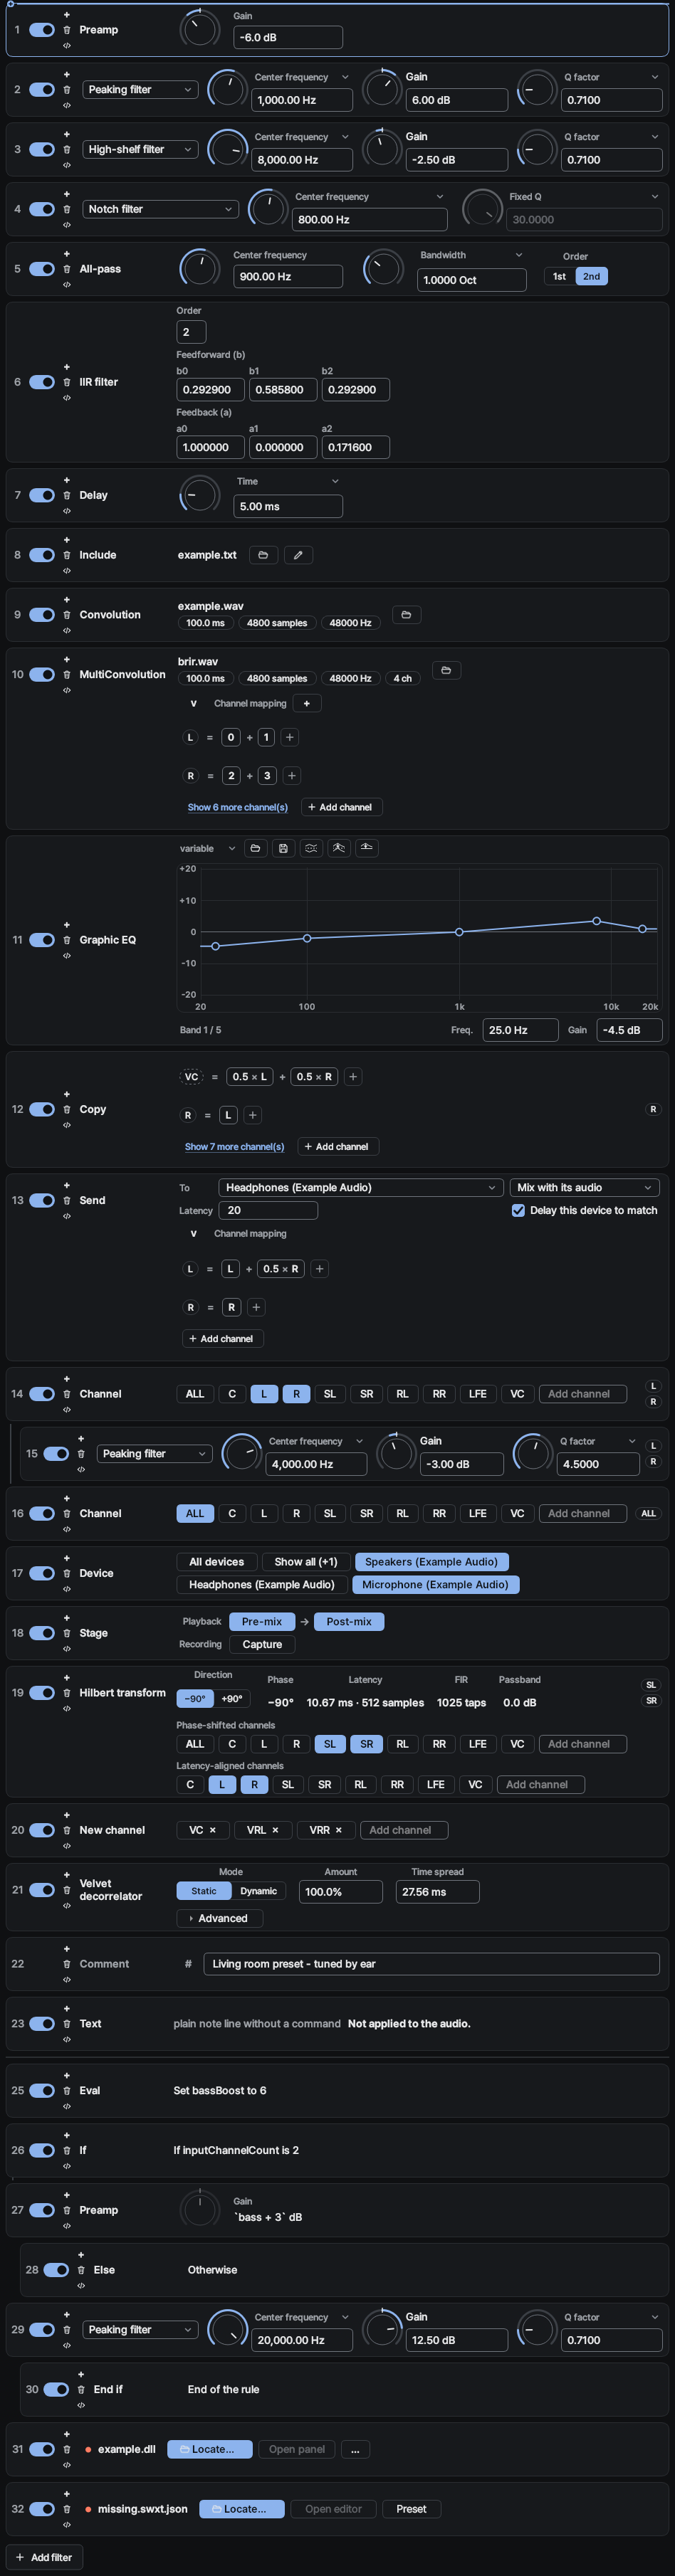 1 Preamp Gain -6.0 dB
2 Peaking filter Center frequency 1,000.00 Hz Gain 6.00 dB Q factor 0.7100
3 High-shelf filter Center frequency 8,000.00 Hz Gain -2.50 dB Q factor 0.7100
4 Notch filter Center frequency 800.00 Hz Fixed Q 30.0000
5 All-pass Center frequency 900.00 Hz Bandwidth 1.0000 Oct Order 1st 2nd
Order
2
Feedforward (b)
b0 b1 b2
6 IIR filter 0.292900 0.585800 0.292900
Feedback (a)
a0 a1 a2
1.000000 0.000000 0.171600
7 Delay Time 5.00 ms
8 Include example.txt
9 Convolution example.wav
100.0 ms 4800 samples 48000 Hz
10 MultiConvolution brir.wav
100.0 ms 4800 samples 48000 Hz 4 ch
v Channel mapping +
L = 0 + 1 +
R = 2 + 3 +
Show 6 more channel(s) + Add channel
variable
+20
+10
11 Graphic EQ 0
-10
-20
20 100 1k 10k 20k
Band 1 / 5 Freq. 25.0 Hz Gain -4.5 dB
VC = 0.5 × L + 0.5 × R +
12 Copy R = L + R
Show 7 more channel(s) + Add channel
13 Send To Headphones (Example Audio) Mix with its audio
Latency 20 Delay this device to match
v Channel mapping
L = L + 0.5 × R +
R = R +
+ Add channel
14 Channel ALL C L R SL SR RL RR LFE VC Add channel L R
15 Peaking filter Center frequency 4,000.00 Hz Gain -3.00 dB Q factor 4.5000 L R
16 Channel ALL C L R SL SR RL RR LFE VC Add channel ALL
17 Device All devices Show all (+1) Speakers (Example Audio)
Headphones (Example Audio) Microphone (Example Audio)
18 Stage Playback Pre-mix → Post-mix
Recording Capture
Direction Phase Latency FIR Passband
19 Hilbert transform −90° +90° −90° 10.67 ms · 512 samples 1025 taps 0.0 dB SL SR
Phase-shifted channels
ALL C L R SL SR RL RR LFE VC Add channel
Latency-aligned channels
C L R SL SR RL RR LFE VC Add channel
20 New channel VC × VRL × VRR × Add channel
Mode Amount Time spread
21 Velvet decorrelator Static Dynamic 100.0% 27.56 ms
Advanced
22 Comment # Living room preset - tuned by ear
23 Text plain note line without a command Not applied to the audio.
25 Eval Set bassBoost to 6
26 If If inputChannelCount is 2
27 Preamp Gain `bass + 3` dB
28 Else Otherwise
29 Peaking filter Center frequency 20,000.00 Hz Gain 12.50 dB Q factor 0.7100
30 End if End of the rule
31 example.dll Locate... Open panel ...
32 missing.swxt.json Locate... Open editor Preset
+ Add filter